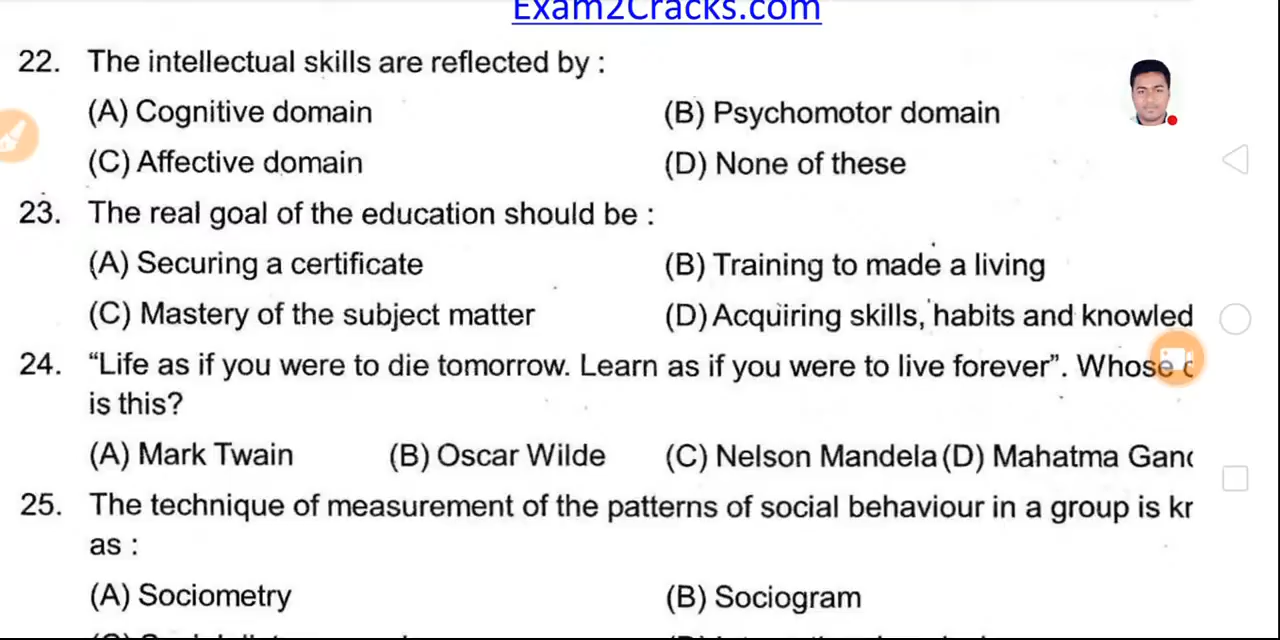 Exam2Cracks.com
22. The intellectual skills are reflected by :
(A) Cognitive domain (B) Psychomotor domain
(C) Affective domain (D) None of these
23. The real goal of the education should be :
(A) Securing a certificate (B) Training to made a living
(C) Mastery of the subject matter (D) Acquiring skills, habits and knowled
24. “Life as if you were to die tomorrow. Learn as if you were to live forever”. Whose
is this?
(A) Mark Twain (B) Oscar Wilde (C) Nelson Mandela (D) Mahatma Gan
25. The technique of measurement of the patterns of social behaviour in a group is kr
as :
(A) Sociometry (B) Sociogram